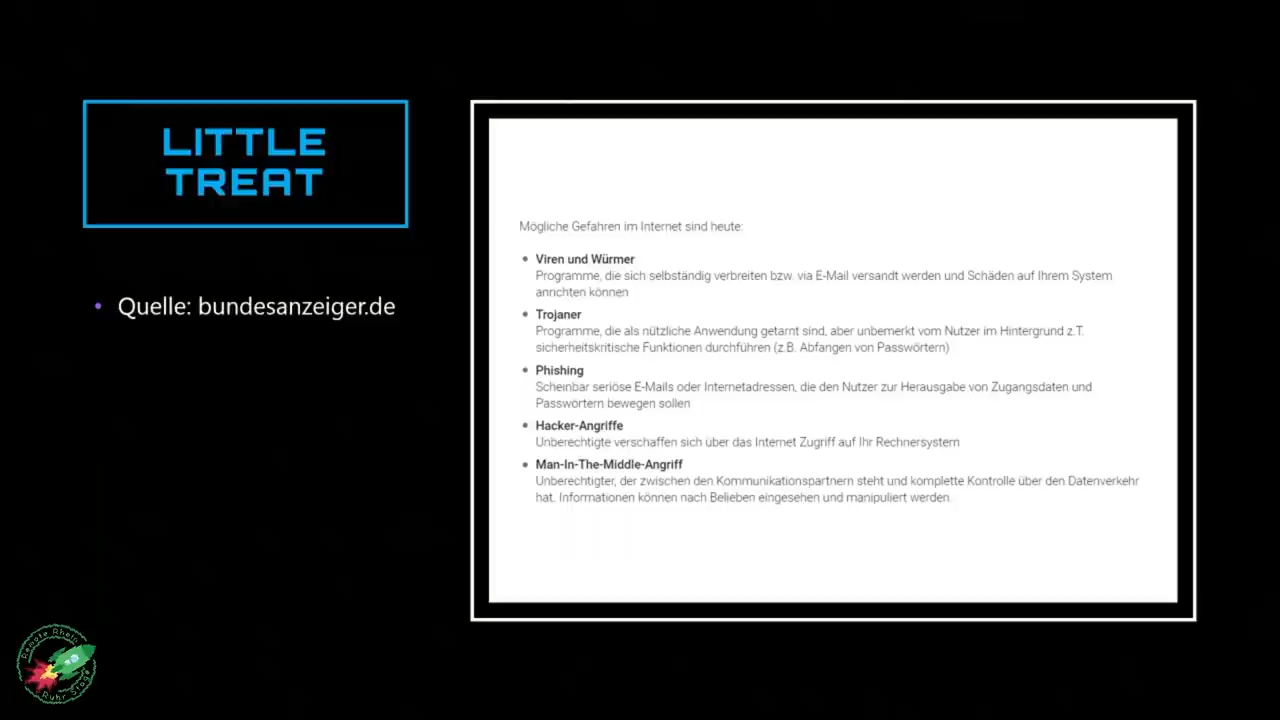 LITTLE
TREAT
• Quelle: bundesanzeiger.de
Mögliche Gefahren im Internet sind heute:
• Viren und Würmer
Programme, die sich selbständig verbreiten bzw. via E-Mail versandt werden und Schäden auf Ihrem System
anrichten können
• Trojaner
Programme, die als nützliche Anwendung getarnt sind, aber unbemerkt vom Nutzer im Hintergrund z.T.
sicherheitskritische Funktionen durchführen (z.B. Abfangen von Passwörtern)
• Phishing
Scheinbar seriöse E-Mails oder Internetadressen, die den Nutzer zur Herausgabe von Zugangsdaten und
Passwörtern bewegen sollen
• Hacker-Angriffe
Unberechtigte verschaffen sich über das Internet Zugriff auf Ihr Rechnersystem
• Man-In-The-Middle-Angriff
Unberechtigter, der zwischen den Kommunikationspartnern steht und komplette Kontrolle über den Datenverkehr
hat. Informationen können nach Belieben eingesehen und manipuliert werden.
Remote Rhein
Ruhr Stage